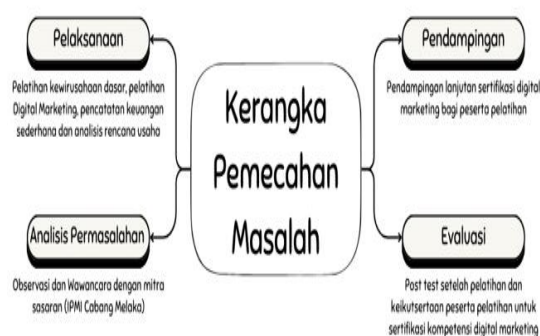 Pelaksanaan
Pelatihan kewirusahaan dasar, pelatihan
Digital Marketing, pencatatan keuangan
sederhana dan analisis rencana usaha
Analisis Permasalahan
Observasi dan Wawancara dengan mitra
sasaran (IPMI Cabang Melaka)
Kerangka
Pemecahan
Masalah
Pendampingan
Pendampingan lanjutan sertifikasi digital
marketing bagi peserta pelatihan
Evaluasi
Post test setelah pelatihan dan
keikutsertaan peserta pelatihan untuk
sertifikasi kompetensi digital marketing